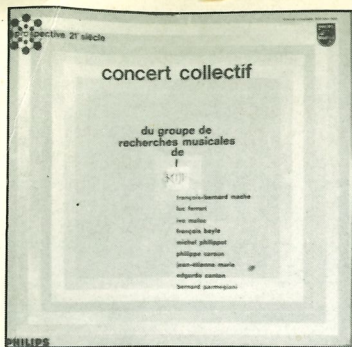 prospective 21e siècle
concert collectif
du groupe de
recherches musicales
de
l
françois-bernard mache
luc ferrari
ivo malec
françois bayle
michel philippot
philippe carson
jean-étienne marie
edgardo canton
bernard parmegiani
PHILIPS